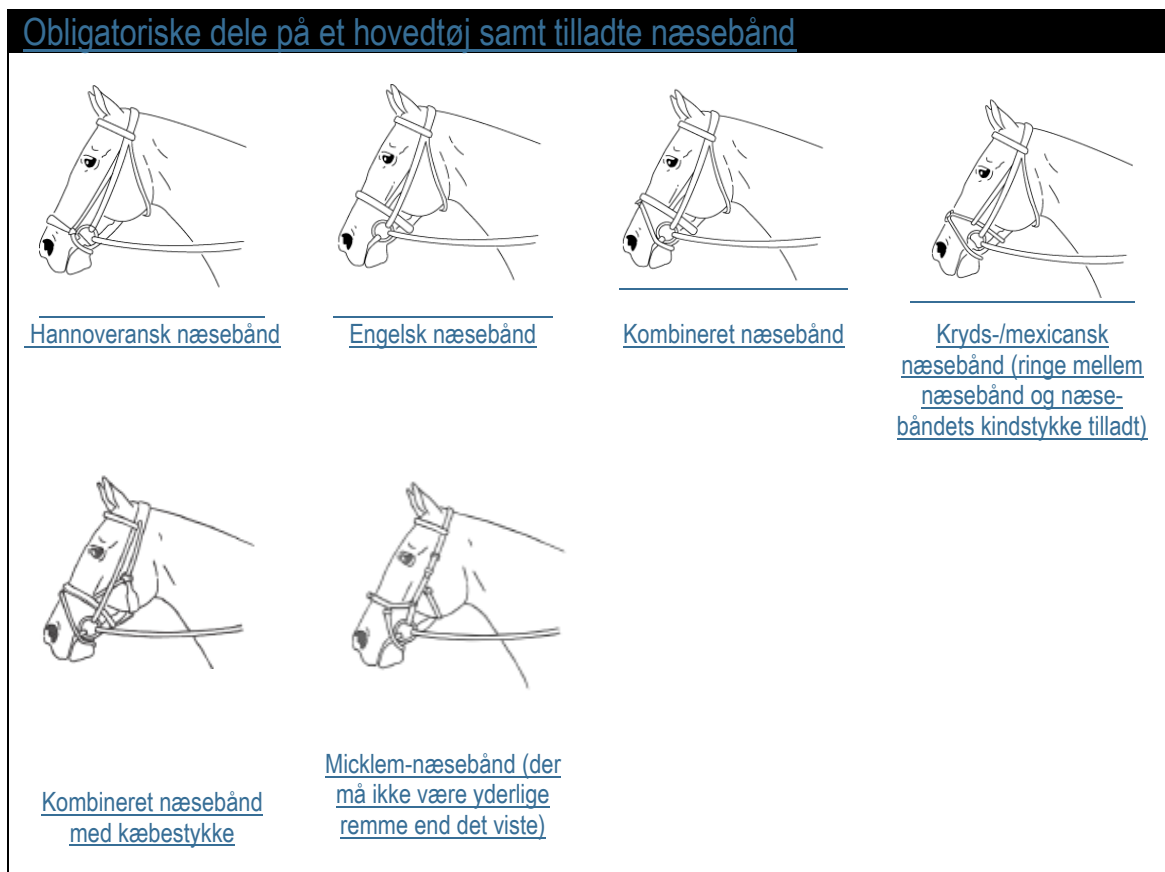 Obligatoriske dele på et hovedtøj samt tilladte næsebånd
Hannoveransk næsebånd
Engelsk næsebånd
Kombineret næsebånd
Kryds-/mexicansk
næsebånd (ringe mellem
næsebånd og næse-
båndets kindstykke tilladt)
Kombineret næsebånd
med kæbestykke
Micklem-næsebånd (der
må ikke være yderlige
remme end det viste)